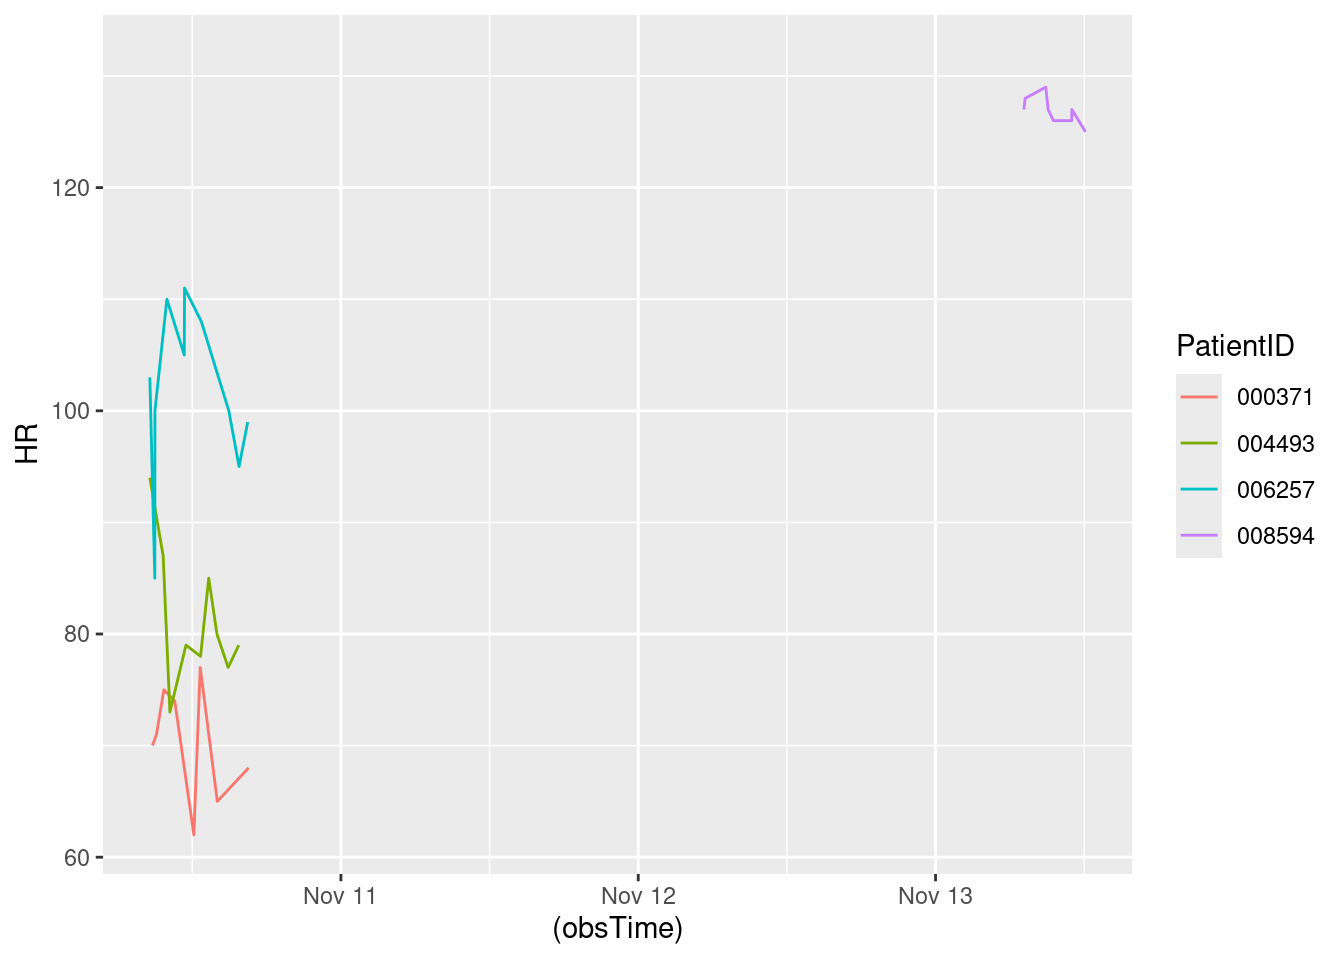 HR
120
100
80
60
Nov 11
Nov 12
Nov 13
(obsTime)
PatientID
000371
004493
006257
008594